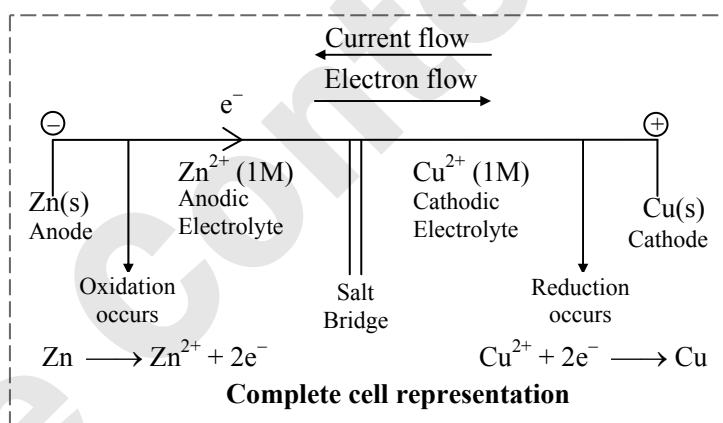 Current flow
Electron flow
e⁻
− +
Zn²⁺ (1M) Cu²⁺ (1M)
Zn(s) Anodic Cathodic Cu(s)
Anode Electrolyte Electrolyte Cathode
Oxidation Salt Reduction
occurs Bridge occurs
Zn ⟶ Zn²⁺ + 2e⁻ Cu²⁺ + 2e⁻ ⟶ Cu
Complete cell representation